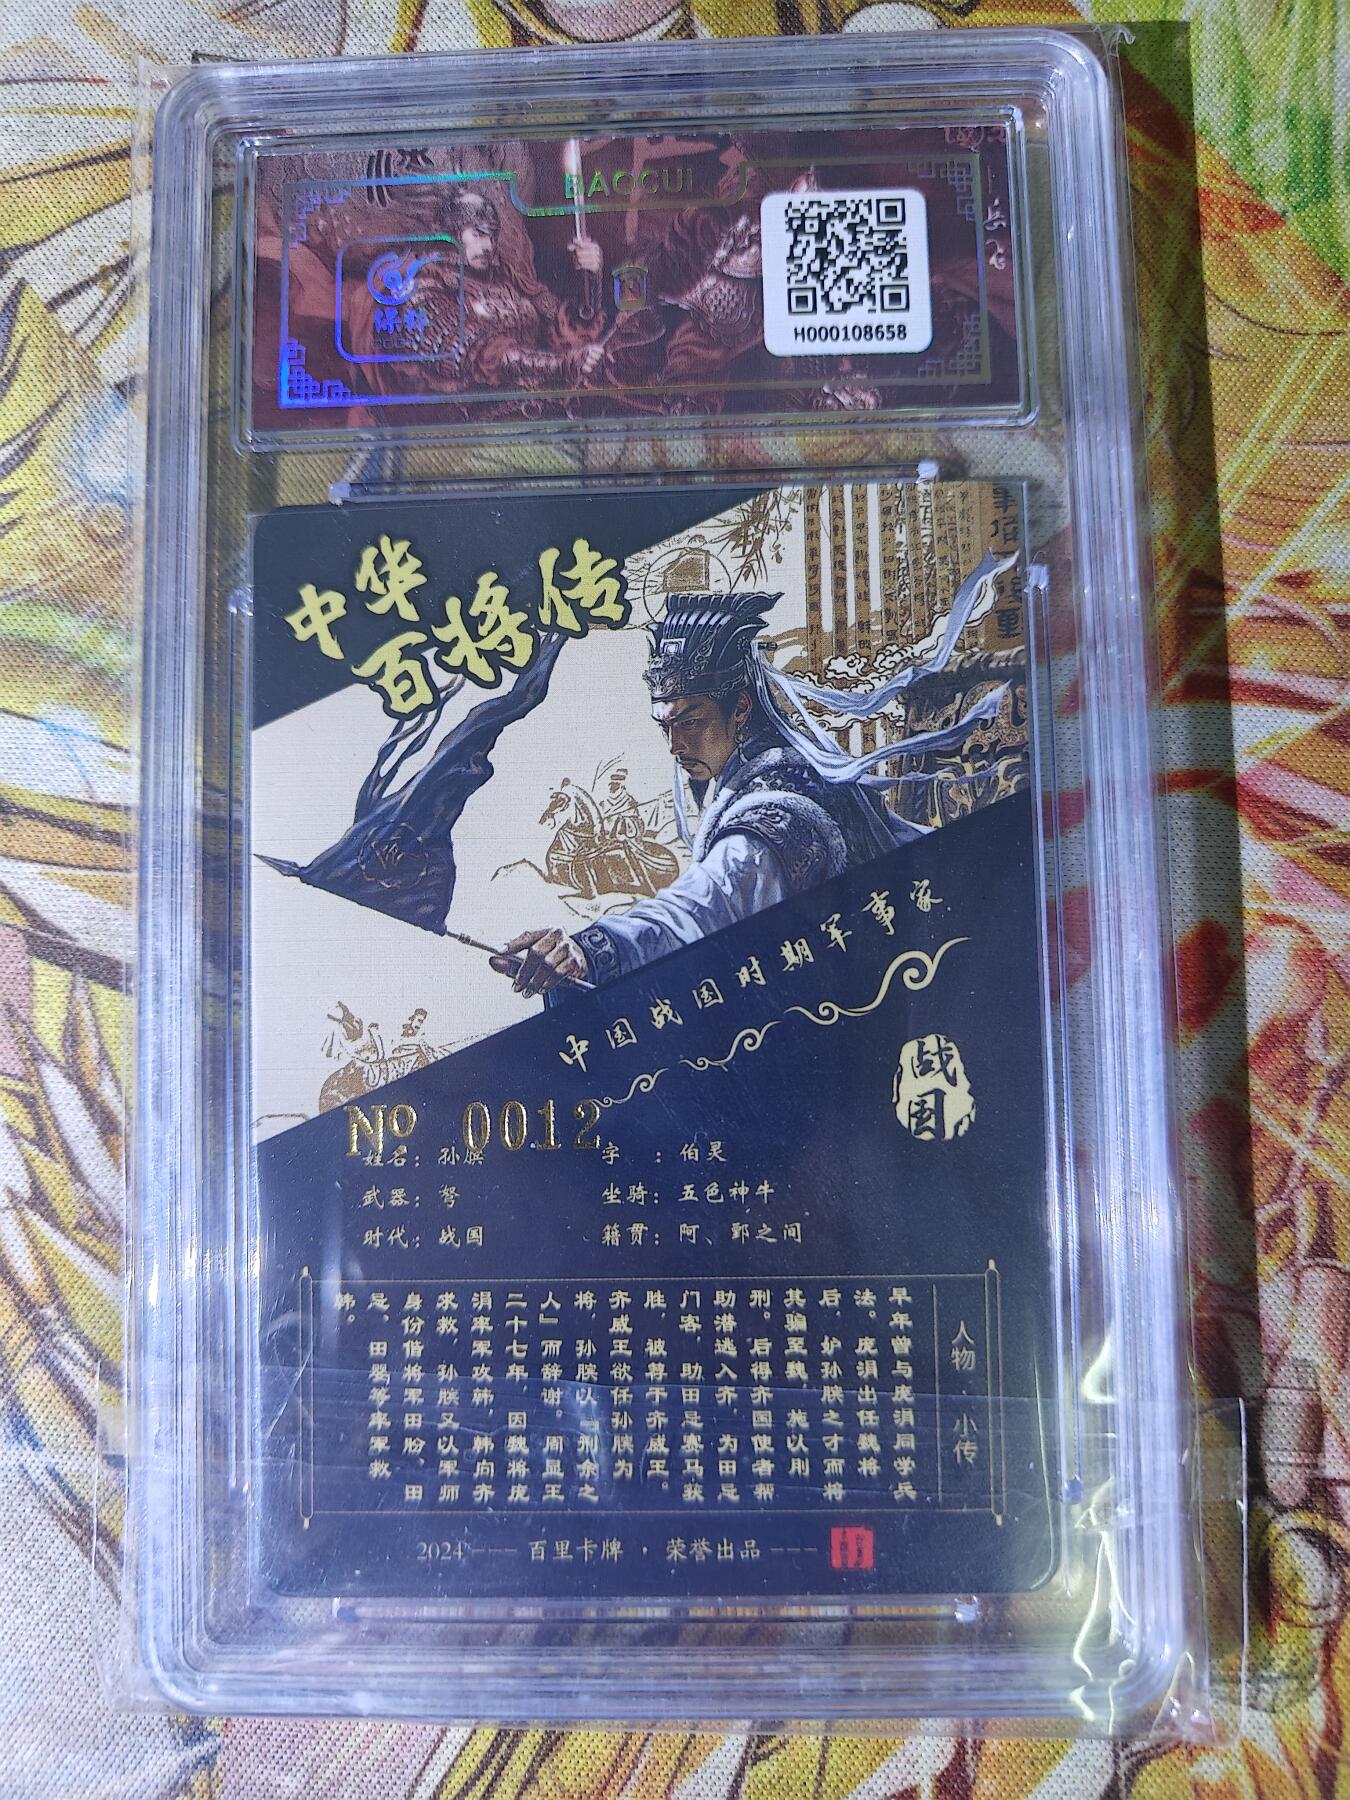 BAOCUI
保粹
H000108658
中华
百将传
中国战国时期军事家
战国
№ 0012
姓名：孙膑 字：伯灵
武器：弩 坐骑：五色神牛
时代：战国 籍贯：阿、鄄之间
人物·小传
早年曾与庞涓同学兵
法。庞涓出任魏将
后，妒孙膑之才而将
其骗至魏，施以刖
刑。后得齐国使者帮
助潜逃入齐，为田忌
门客，助田忌赛马获
胜，被尊于齐威王。
齐威王欲任孙膑为
将，孙膑以『刑余之
人』而辞谢。周显王
二十七年，因魏将庞
涓率军攻韩，韩向齐
求救，孙膑又以军师
身份偕将军田盼、田
忌、田婴等率军救
韩。
2024---百里卡牌·荣誉出品---